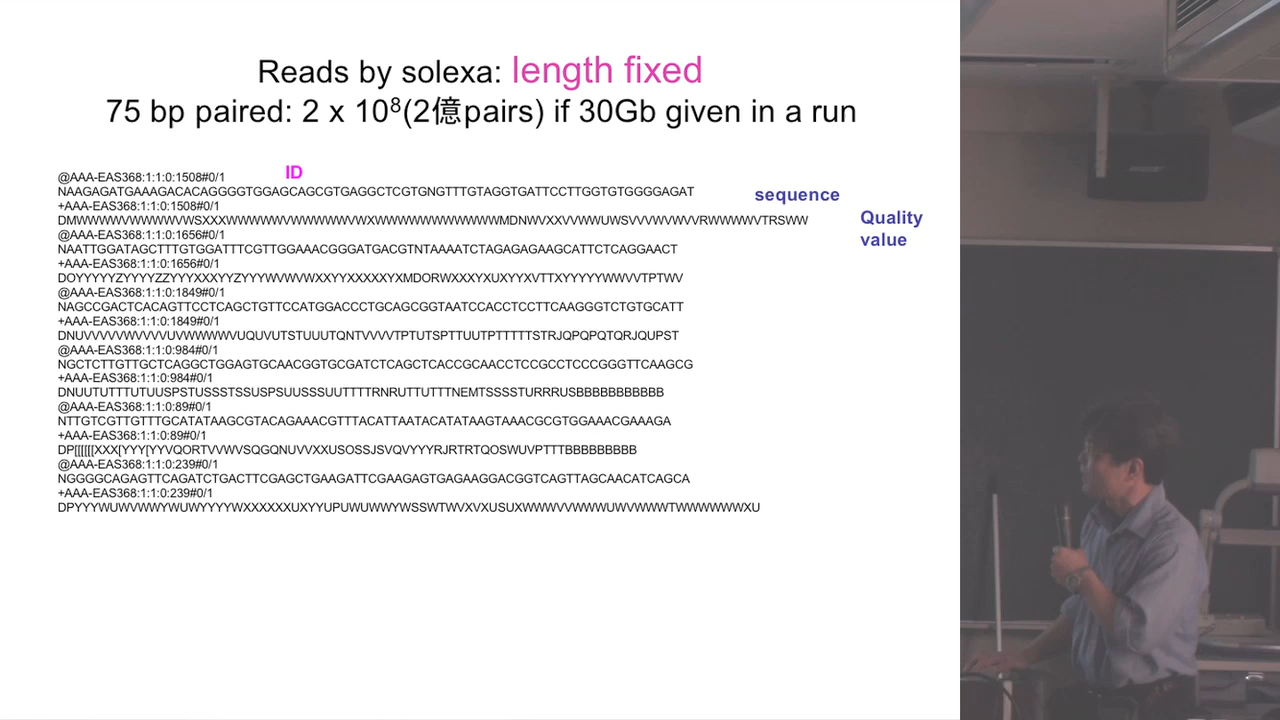 Reads by solexa: length fixed
75 bp paired: 2 x 10⁸(2億pairs) if 30Gb given in a run
ID
@AAA-EAS368:1:1:0:1508#0/1
NAAGAGATGAAAGACACAGGGGTGGAGCAGCGTGAGGCTCGTGNGTTTGTAGGTGATTCCTTGGTGTGGGGAGAT
sequence
+AAA-EAS368:1:1:0:1508#0/1
DMWWWWVWWWWVWSXXXWWWWWVWWWWWVWXWWWWWWWWWWWMDNWVXXVVWWUWSVVVWVWVVRWWWWVTRSWW
Quality
value
@AAA-EAS368:1:1:0:1656#0/1
NAATTGGATAGCTTTGTGGATTTCGTTGGAAACGGGATGACGTNTAAAATCTAGAGAGAAGCATTCTCAGGAACT
+AAA-EAS368:1:1:0:1656#0/1
DOYYYYYZYYYYZZYYYXXXYYZYYYWVWVWXXYYXXXXXYXMDORWXXXYXUXYYXVTTXYYYYYWWVVTPTWV
@AAA-EAS368:1:1:0:1849#0/1
NAGCCGACTCACAGTTCCTCAGCTGTTCCATGGACCCTGCAGCGGTAATCCACCTCCTTCAAGGGTCTGTGCATT
+AAA-EAS368:1:1:0:1849#0/1
DNUVVVVVWVVVVUVWWWWVUQUVUTSTUUUTQNTVVVVTPTUTSPTTUUTPTTTTTSTRJQPQPQTQRJQUPST
@AAA-EAS368:1:1:0:984#0/1
NGCTCTTGTTGCTCAGGCTGGAGTGCAACGGTGCGATCTCAGCTCACCGCAACCTCCGCCTCCCGGGTTCAAGCG
+AAA-EAS368:1:1:0:984#0/1
DNUUTUTTTUTUUSPSTUSSSTSSUSPSUUSSSUUTTTTRNRUTTUTTTNEMTSSSSTURRRUSBBBBBBBBBBB
@AAA-EAS368:1:1:0:89#0/1
NTTGTCGTTGTTTGCATATAAGCGTACAGAAACGTTTACATTAATACATATAAGTAAACGCGTGGAAACGAAAGA
+AAA-EAS368:1:1:0:89#0/1
DP[[[[[[XXX[YYY[YYVQORTVVWVSQGQNUVVXXUSOSSJSVQVYYYRJRTRTQOSWUVPTTTBBBBBBBBB
@AAA-EAS368:1:1:0:239#0/1
NGGGGCAGAGTTCAGATCTGACTTCGAGCTGAAGATTCGAAGAGTGAGAAGGACGGTCAGTTAGCAACATCAGCA
+AAA-EAS368:1:1:0:239#0/1
DPYYYWUWVWWYWUWYYYYWXXXXXXUXYYUPUWUWWYWSSWTWVXVXUSUXWWWVVWWWUWVWWWTWWWWWWXU